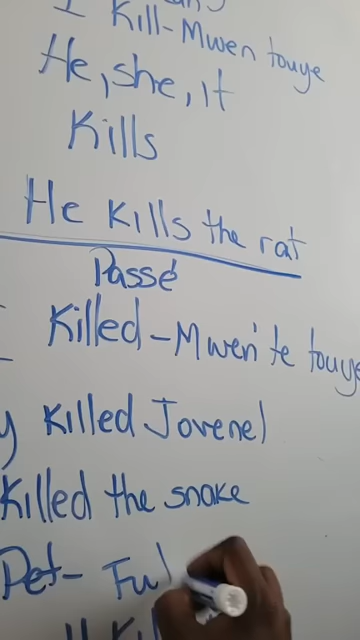 I Kill-Mwen touye
He, she, it
Kills
He kills the rat
Passé
Killed-Mwen te touye
killed Jovenel
Killed the snake